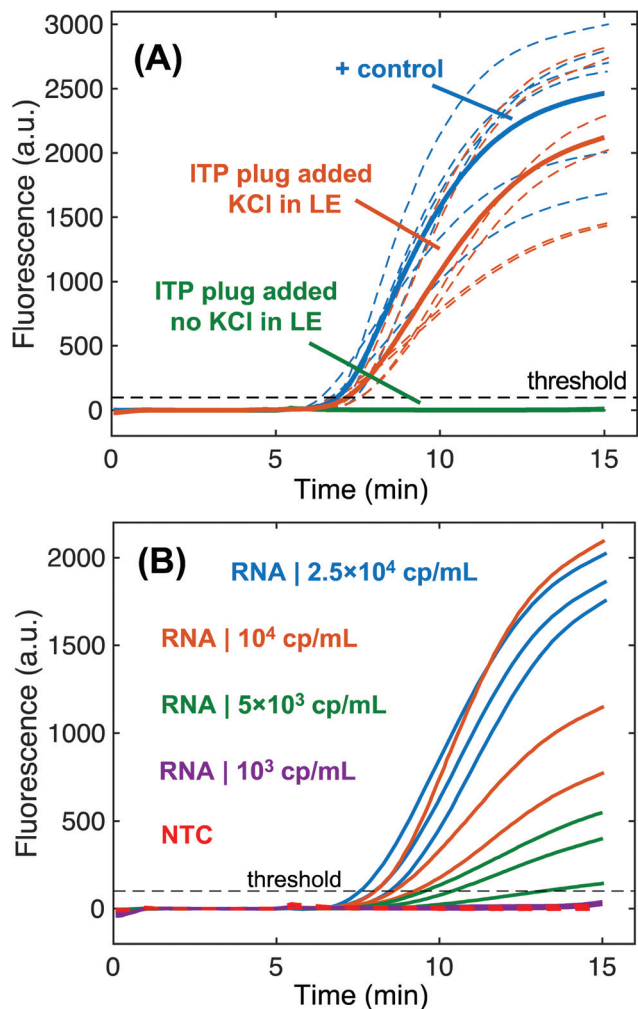 (A)
3000
2500
2000
1500
1000
500
0
Fluorescence (a.u.)
+ control
ITP plug added
KCl in LE
ITP plug added
no KCl in LE
threshold
0
5
10
15
Time (min)
(B)
2000
1500
1000
500
0
Fluorescence (a.u.)
RNA | 2.5×10⁴ cp/mL
RNA | 10⁴ cp/mL
RNA | 5×10³ cp/mL
RNA | 10³ cp/mL
NTC
threshold
0
5
10
15
Time (min)